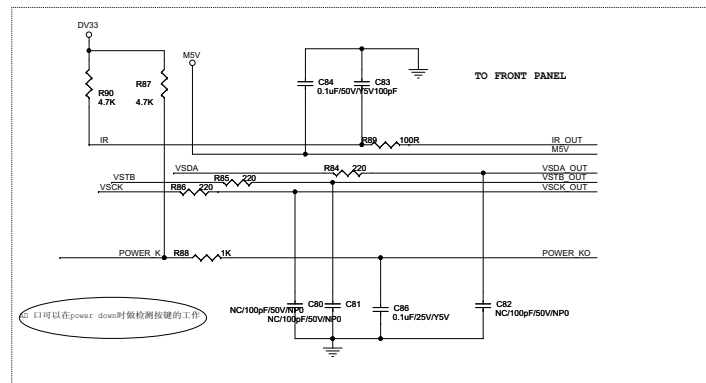 DV33
M5V
R90
4.7K
R87
4.7K
C84
0.1uF/50V/Y5V
C83
100pF
TO FRONT PANEL
IR
R89
100R
IR_OUT
M5V
VSDA
R84
220
VSDA_OUT
VSTB
R85
220
VSTB_OUT
VSCK
R86
220
VSCK_OUT
POWER_K
R88
1K
POWER_KO
C80
NC/100pF/50V/NP0
C81
NC/100pF/50V/NP0
C86
0.1uF/25V/Y5V
C82
NC/100pF/50V/NP0
口可以在power down时做检测按键的工作